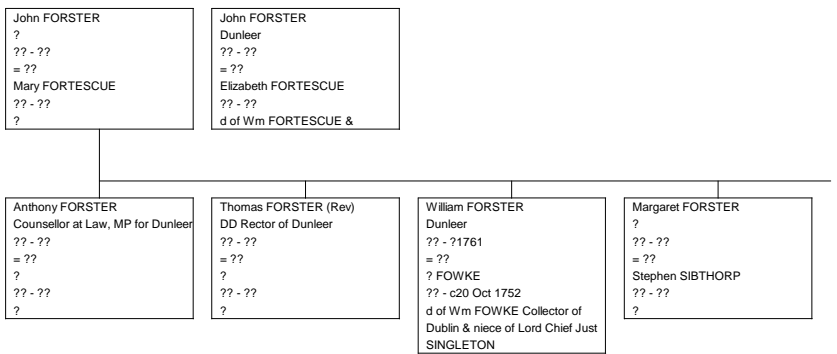 John FORSTER
?
?? - ??
= ??
Mary FORTESCUE
?? - ??
?
John FORSTER
Dunleer
?? - ??
= ??
Elizabeth FORTESCUE
?? - ??
d of Wm FORTESCUE &
Anthony FORSTER
Counsellor at Law, MP for Dunleer
?? - ??
= ??
?
?? - ??
?
Thomas FORSTER (Rev)
DD Rector of Dunleer
?? - ??
= ??
?
?? - ??
?
William FORSTER
Dunleer
?? - ?1761
= ??
? FOWKE
?? - c20 Oct 1752
d of Wm FOWKE Collector of
Dublin & niece of Lord Chief Just
SINGLETON
Margaret FORSTER
?
?? - ??
= ??
Stephen SIBTHORP
?? - ??
?